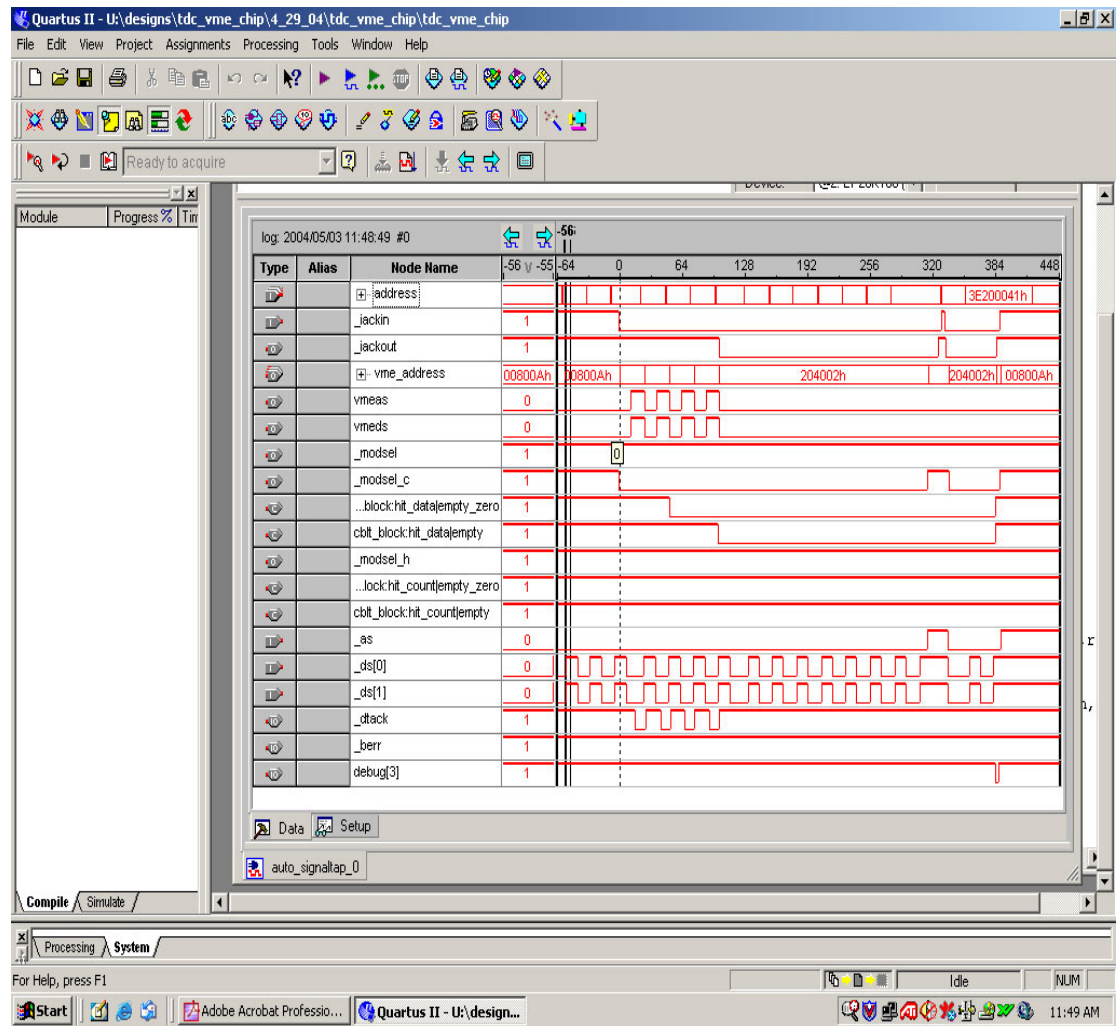 Quartus II - U:\designs\tdc_vme_chip\4_29_04\tdc_vme_chip\tdc_vme_chip
File Edit View Project Assignments Processing Tools Window Help
abc
STOP
Ready to acquire
Module Progress % Tim
Device:
log: 2004/05/03 11:48:49 #0
-56
Type Alias Node Name -56 -55 -64 0 64 128 192 256 320 384 448
address 3E200041h
_iackin 1
_iackout 1
vme_address 00800Ah 00800Ah 204002h 204002h 00800Ah
vmeas 0
vmeds 0
_modsel 1 0
_modsel_c 1
...block:hit_data|empty_zero 1
cblt_block:hit_data|empty 1
_modsel_h 1
...lock:hit_count|empty_zero 1
cblt_block:hit_count|empty 1
_as 0
_ds[0] 0
_ds[1] 0
_dtack 1
_berr 1
debug[3] 1
Data Setup
auto_signaltap_0
Compile Simulate
Processing System
For Help, press F1 Idle NUM
Start Adobe Acrobat Professio... Quartus II - U:\design... 11:49 AM